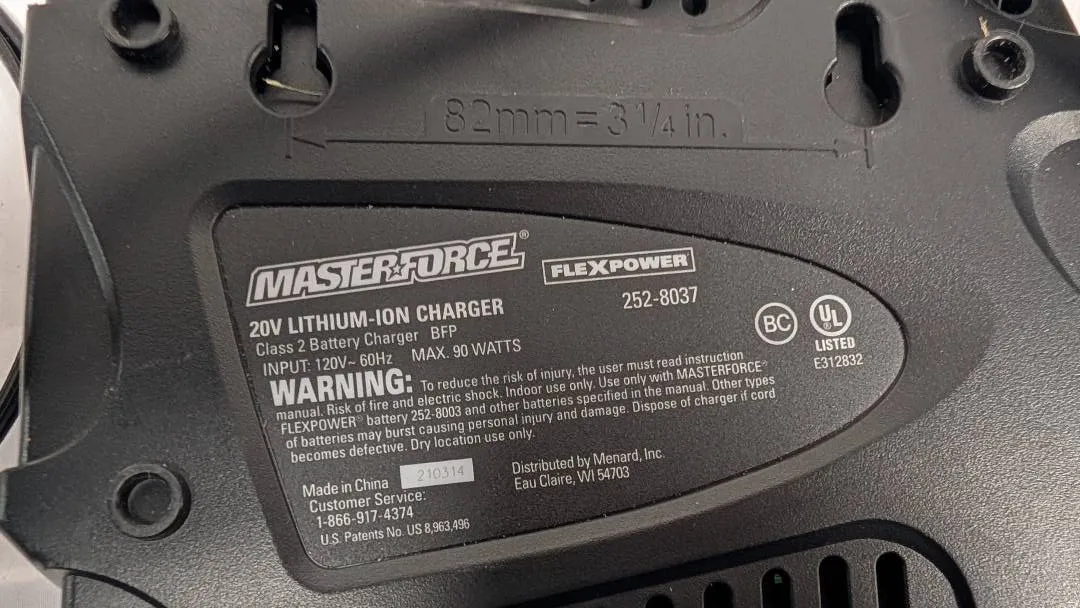 82mm=3 1/4 in.
MASTERFORCE®
FLEXPOWER
252-8037
20V LITHIUM-ION CHARGER
Class 2 Battery Charger BFP
INPUT: 120V~ 60Hz MAX. 90 WATTS
BC
UL®
LISTED
E312832
WARNING: To reduce the risk of injury, the user must read instruction
manual. Risk of fire and electric shock. Indoor use only. Use only with MASTERFORCE®
FLEXPOWER® battery 252-8003 and other batteries specified in the manual. Other types
of batteries may burst causing personal injury and damage. Dispose of charger if cord
becomes defective. Dry location use only.
Made in China 210314
Customer Service:
1-866-917-4374
U.S. Patents No. US 8,963,496
Distributed by Menard, Inc.
Eau Claire, WI 54703